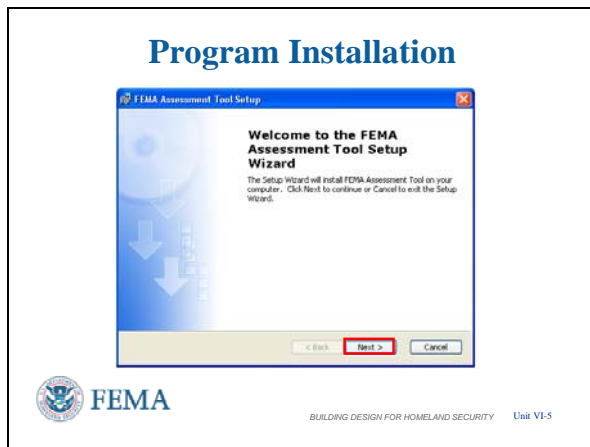 Program Installation
FEMA Assessment Tool Setup
Welcome to the FEMA
Assessment Tool Setup
Wizard
The Setup Wizard will install FEMA Assessment Tool on your
computer. Click Next to continue or Cancel to exit the Setup
Wizard.
< Back Next > Cancel
FEMA
BUILDING DESIGN FOR HOMELAND SECURITY Unit VI-5